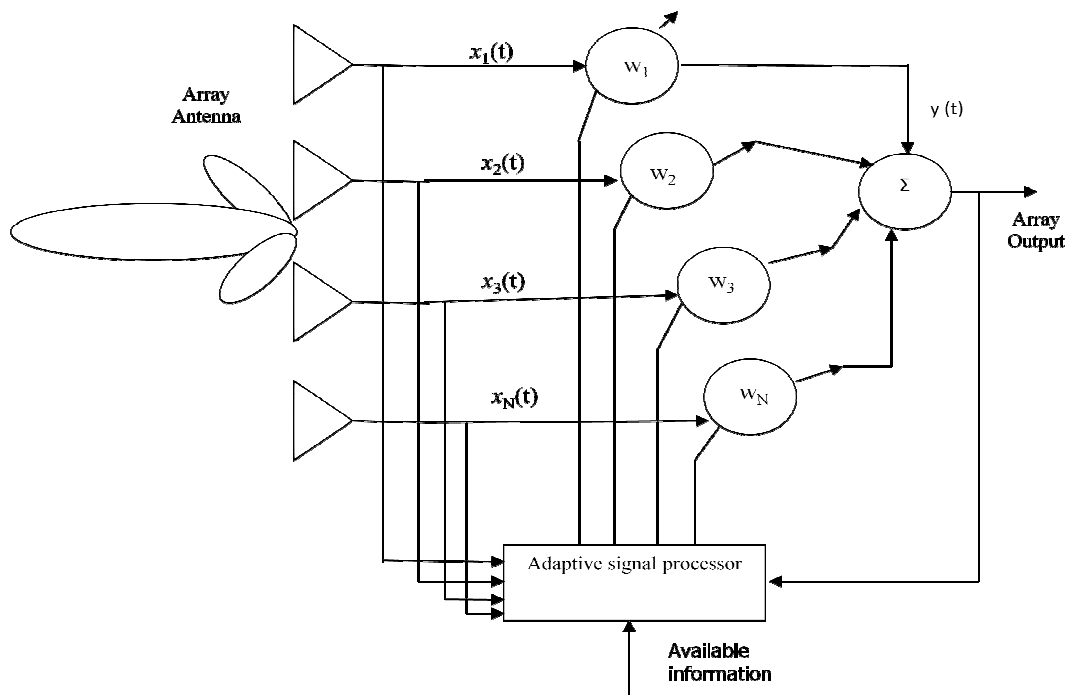 x1(t)
w1
Array
Antenna
y (t)
x2(t)
w2
Σ
Array
Output
x3(t)
w3
xN(t)
wN
Adaptive signal processor
Available
information